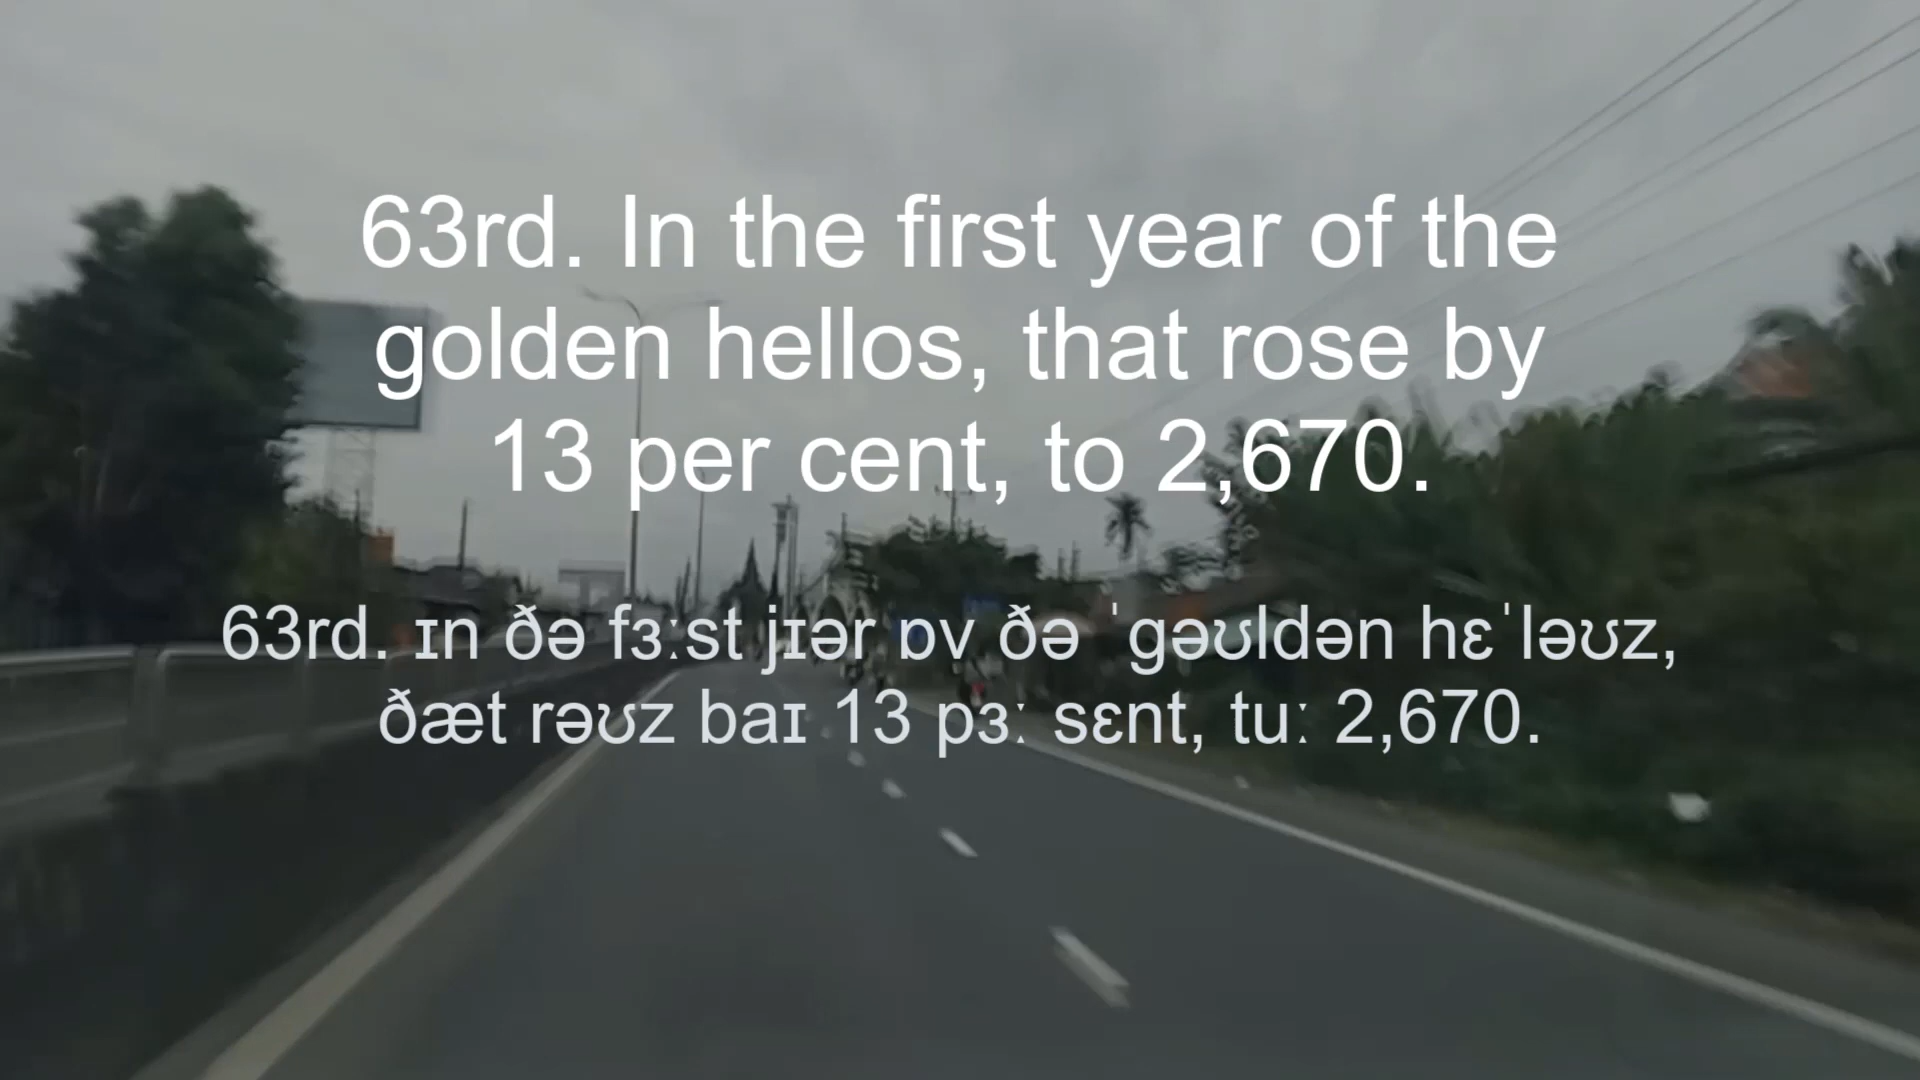 63rd. In the first year of the
golden hellos, that rose by
13 per cent, to 2,670.
63rd. ɪn ðə fɜːst jɪər ɒv ðə ˈgəʊldən hɛˈləʊz,
ðæt rəʊz baɪ 13 pɜː sɛnt, tuː 2,670.